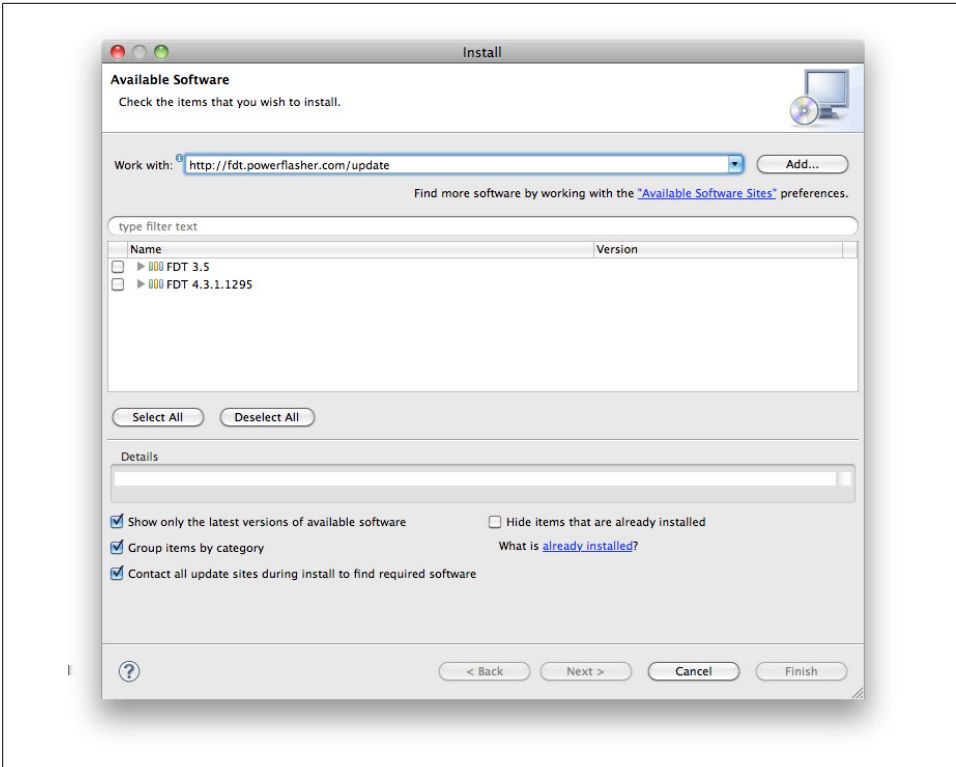 Install
Available Software
Check the items that you wish to install.
Work with: http://fdt.powerflasher.com/update Add...
Find more software by working with the "Available Software Sites" preferences.
type filter text
Name Version
FDT 3.5
FDT 4.3.1.1295
Select All Deselect All
Details
Show only the latest versions of available software Hide items that are already installed
Group items by category What is already installed?
Contact all update sites during install to find required software
? < Back Next > Cancel Finish